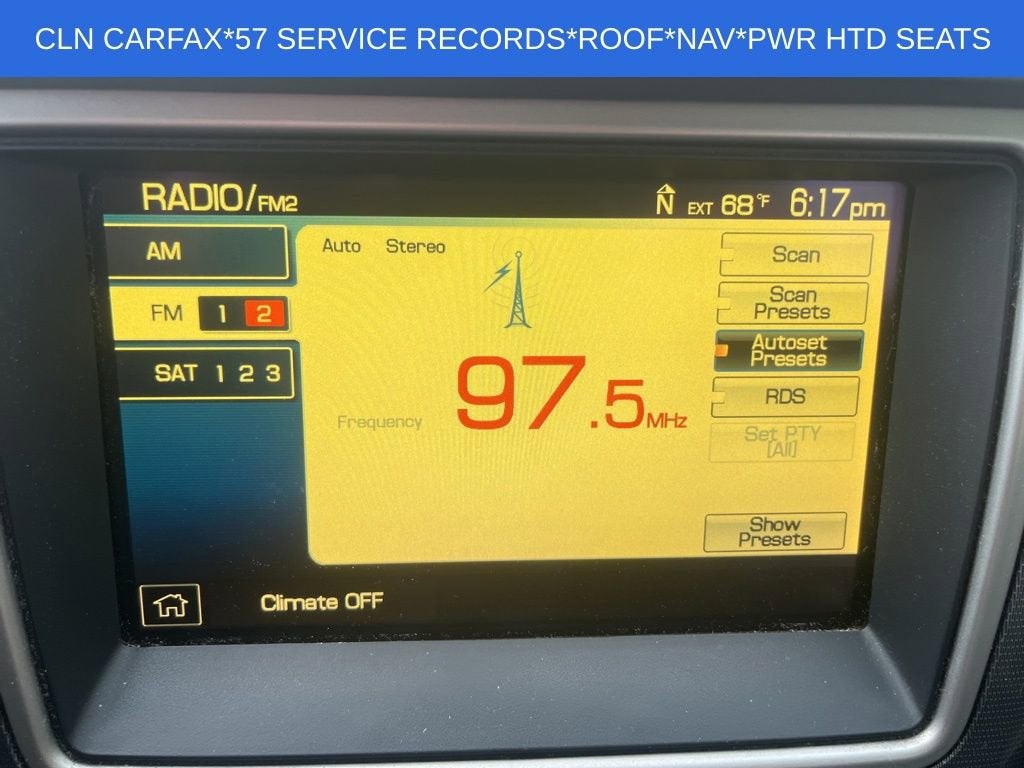 CLN CARFAX*57 SERVICE RECORDS*ROOF*NAV*PWR HTD SEATS
RADIO/FM2
N EXT 68°F 6:17pm
AM
Auto Stereo
Scan
FM 1 2
Scan
Presets
Autoset
Presets
SAT 1 2 3
97.5MHz
Frequency
RDS
Set PTY
[All]
Show
Presets
Climate OFF